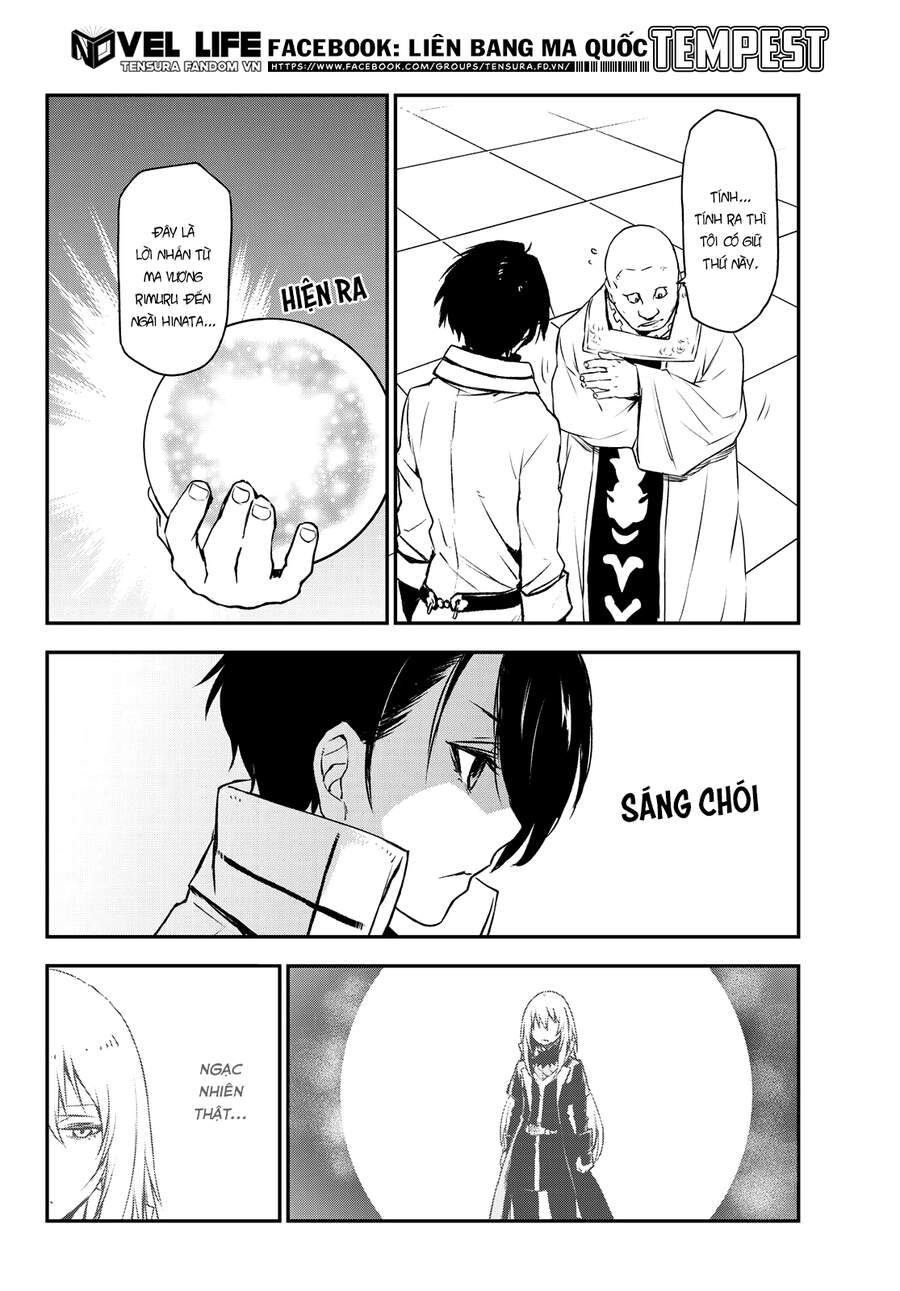 NOVEL LIFE
TENSURA FANDOM VN
FACEBOOK: LIÊN BANG MA QUỐC
HTTPS://WWW.FACEBOOK.COM/GROUPS/TENSURA.FD.VN/
TEMPEST
TÍNH...
TÍNH RA THÌ
TÔI CÓ GIỮ
THỨ NÀY.
ĐÂY LÀ
LỜI NHẮN TỪ
MA VƯƠNG
RIMURU ĐẾN
NGÀI HINATA...
HIỆN RA
SÁNG CHÓI
NGẠC
NHIÊN
THẬT...